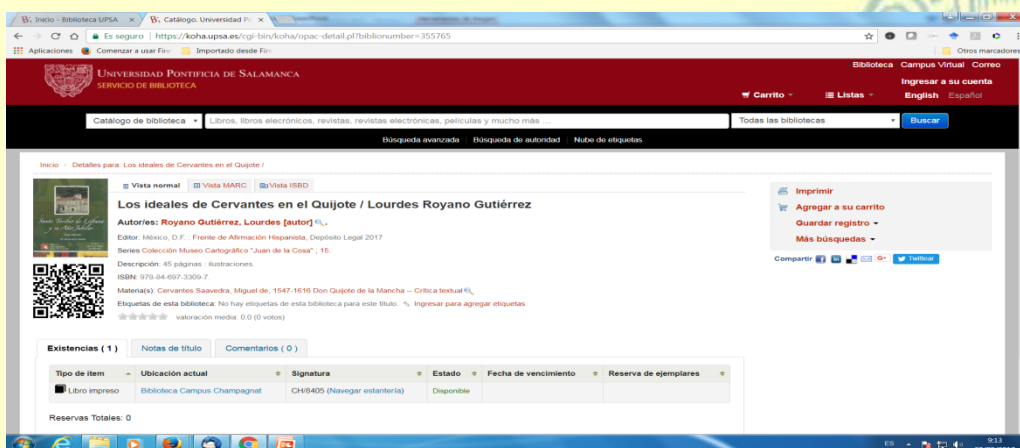 Inicio - Biblioteca UPSA
Catálogo. Universidad Po
Es seguro | https://koha.upsa.es/cgi-bin/koha/opac-detail.pl?biblionumber=355765
Aplicaciones Comenzar a usar Fire Importado desde Fire Otros marcadores
UNIVERSIDAD PONTIFICIA DE SALAMANCA
SERVICIO DE BIBLIOTECA
Biblioteca Campus Virtual Correo
Ingresar a su cuenta
Carrito Listas English Español
Catálogo de biblioteca Libros, libros elecrónicos, revistas, revistas electrónicas, películas y mucho más ... Todas las bibliotecas Buscar
Búsqueda avanzada Búsqueda de autoridad Nube de etiquetas
Inicio Detalles para: Los ideales de Cervantes en el Quijote /
Vista normal Vista MARC Vista ISBD
Los ideales de Cervantes en el Quijote / Lourdes Royano Gutiérrez
Autor/es: Royano Gutiérrez, Lourdes [autor]
Editor: México, D.F. : Frente de Afirmación Hispanista, Depósito Legal 2017
Series Colección Museo Cartográfico "Juan de la Cosa" ; 15.
Descripción: 45 páginas : ilustraciones.
ISBN: 978-84-697-3309-7.
Materia(s): Cervantes Saavedra, Miguel de, 1547-1616 Don Quijote de la Mancha -- Crítica textual
Etiquetas de esta biblioteca: No hay etiquetas de esta biblioteca para este título. Ingresar para agregar etiquetas.
valoración media: 0.0 (0 votos)
Imprimir
Agregar a su carrito
Guardar registro
Más búsquedas
Compartir Twittear
Existencias ( 1 ) Notas de título Comentarios ( 0 )
Tipo de ítem Ubicación actual Signatura Estado Fecha de vencimiento Reserva de ejemplares
Libro impreso Biblioteca Campus Champagnat CH/8405 (Navegar estantería) Disponible
Reservas Totales: 0
ES 9:13